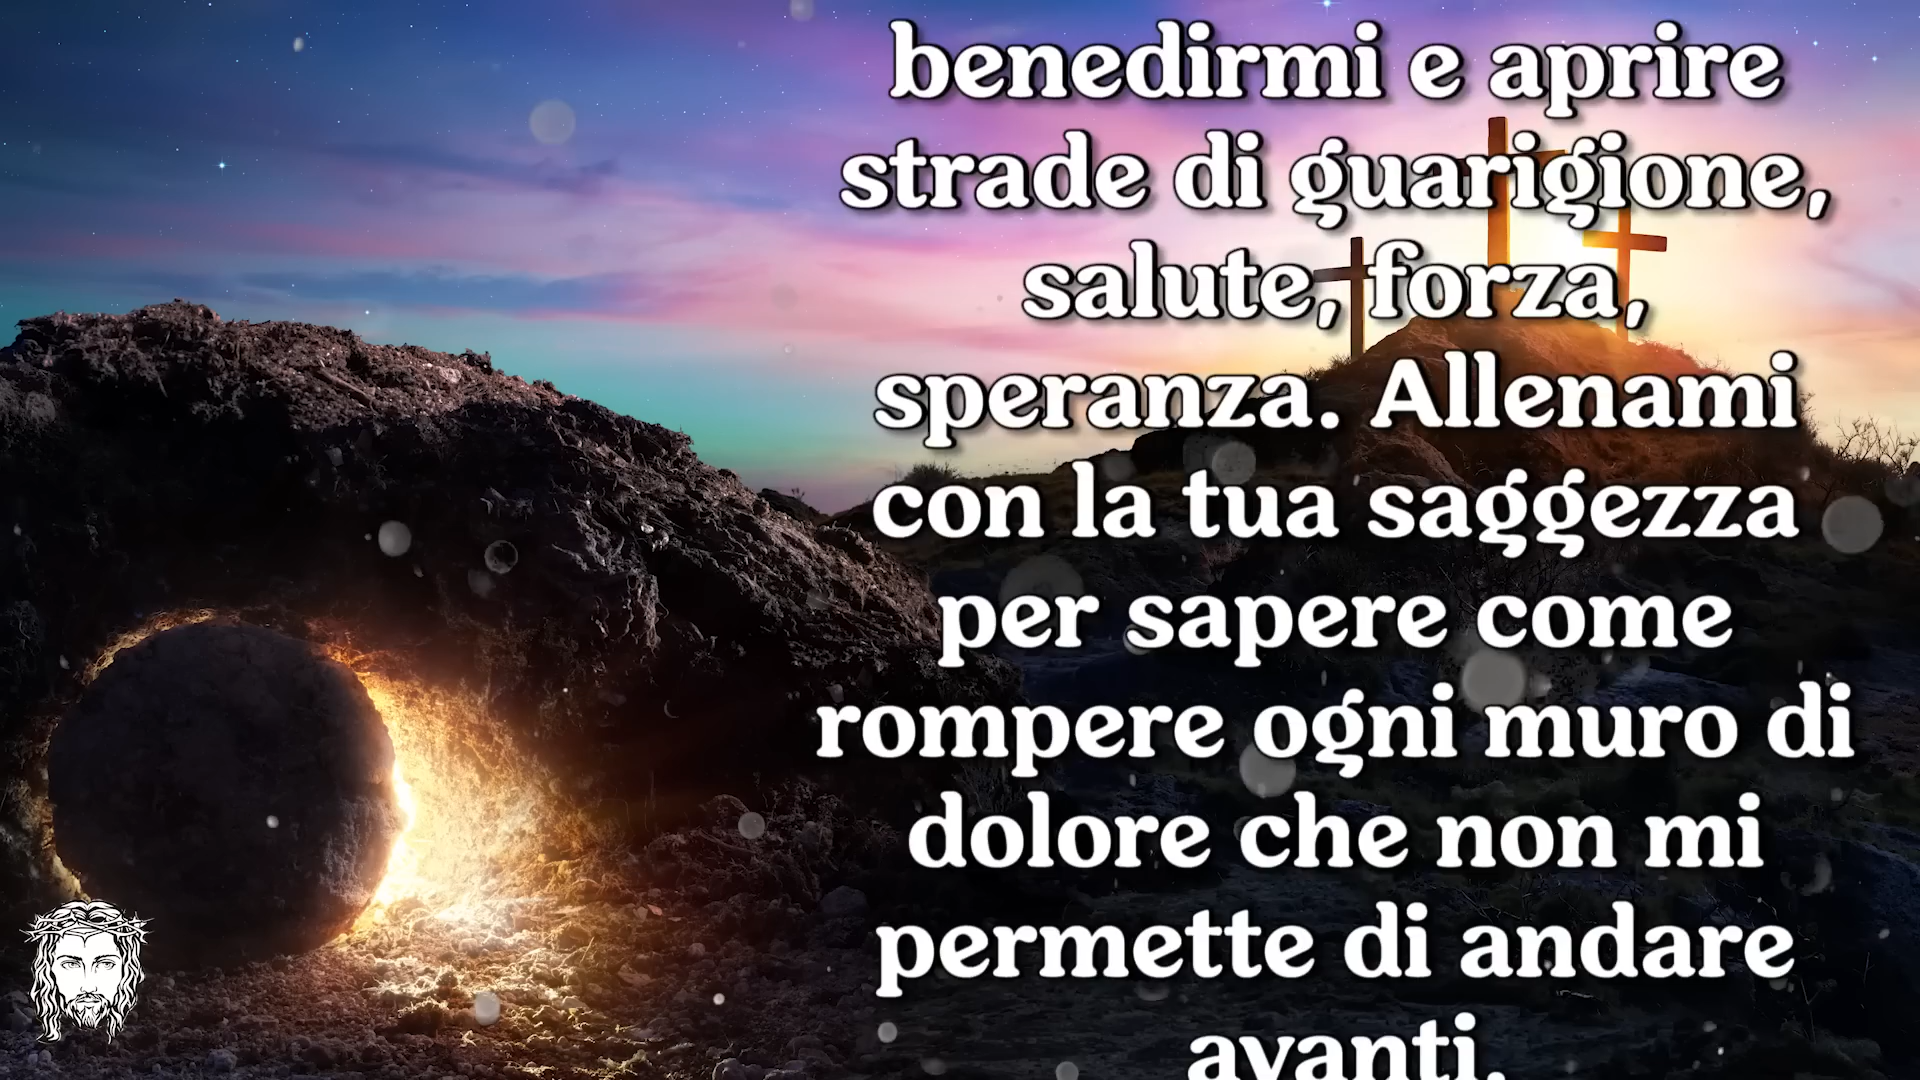 benedirmi e aprire
strade di guarigione,
salute, forza,
speranza. Allenami
con la tua saggezza
per sapere come
rompere ogni muro di
dolore che non mi
permette di andare
avanti.